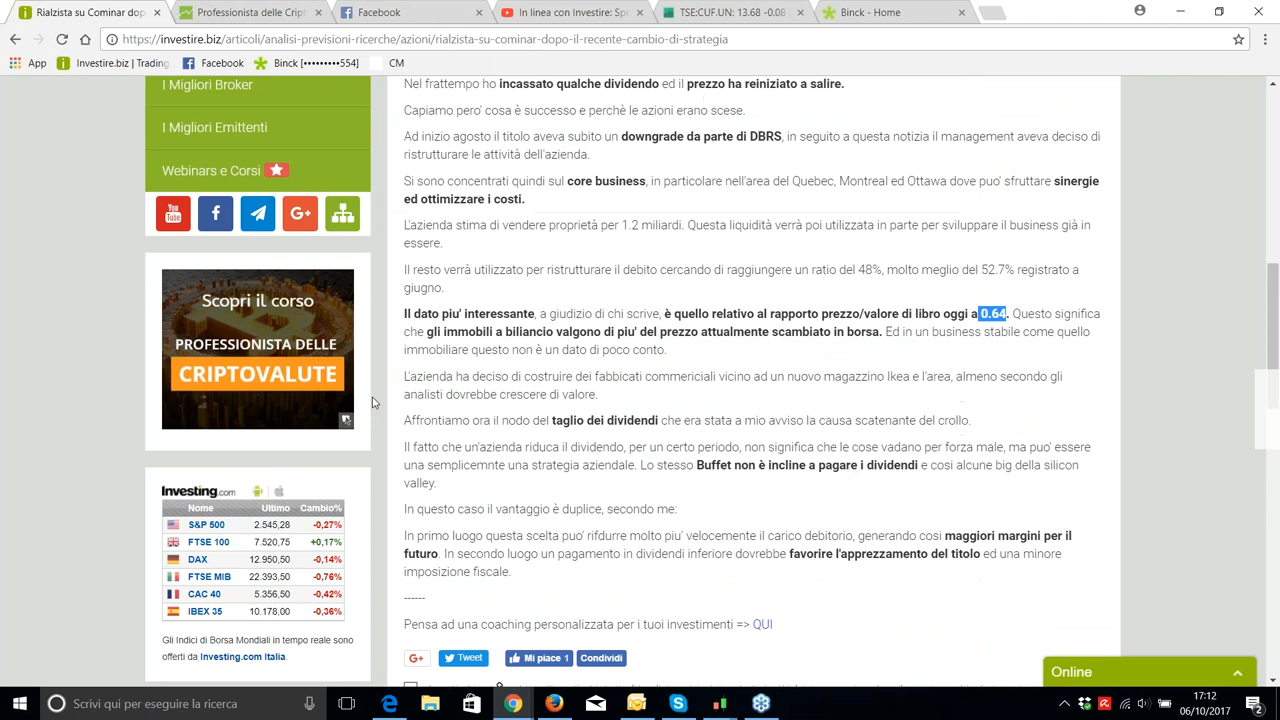 Rialzista su Cominar dopo
Professioni delle Cript
Facebook
In linea con Investire: Sp
TSE:CUF.UN: 13.68 -0.08
Binck - Home
https://investire.biz/articoli/analisi-previsioni-ricerche/azioni/rialzista-su-cominar-dopo-il-recente-cambio-di-strategia
App
Investire.biz | Trading
Facebook
Binck [••••••••554]
CM
I Migliori Broker
I Migliori Emittenti
Webinars e Corsi
You Tube
Scopri il corso
PROFESSIONISTA DELLE
CRIPTOVALUTE
Investing.com
Nome Ultimo Cambio%
S&P 500 2.545,28 -0,27%
FTSE 100 7.520,75 +0,17%
DAX 12.950,50 -0,14%
FTSE MIB 22.393,50 -0,76%
CAC 40 5.356,50 -0,42%
IBEX 35 10.178,00 -0,36%
Gli Indici di Borsa Mondiali in tempo reale sono
offerti da Investing.com Italia.
Nel frattempo ho incassato qualche dividendo ed il prezzo ha reiniziato a salire.
Capiamo pero' cosa è successo e perchè le azioni erano scese.
Ad inizio agosto il titolo aveva subito un downgrade da parte di DBRS, in seguito a questa notizia il management aveva deciso di
ristrutturare le attività dell'azienda.
Si sono concentrati quindi sul core business, in particolare nell'area del Quebec, Montreal ed Ottawa dove puo' sfruttare sinergie
ed ottimizzare i costi.
L'azienda stima di vendere proprietà per 1.2 miliardi. Questa liquidità verrà poi utilizzata in parte per sviluppare il business già in
essere.
Il resto verrà utilizzato per ristrutturare il debito cercando di raggiungere un ratio del 48%, molto meglio del 52.7% registrato a
giugno.
Il dato piu' interessante, a giudizio di chi scrive, è quello relativo al rapporto prezzo/valore di libro oggi a 0.64. Questo significa
che gli immobili a bilancio valgono di piu' del prezzo attualmente scambiato in borsa. Ed in un business stabile come quello
immobiliare questo non è un dato di poco conto.
L'azienda ha deciso di costruire dei fabbicati commerciali vicino ad un nuovo magazzino Ikea e l'area, almeno secondo gli
analisti dovrebbe crescere di valore.
Affrontiamo ora il nodo del taglio dei dividendi che era stata a mio avviso la causa scatenante del crollo.
Il fatto che un'azienda riduca il dividendo, per un certo periodo, non significa che le cose vadano per forza male, ma puo' essere
una semplicemnte una strategia aziendale. Lo stesso Buffet non è incline a pagare i dividendi e cosi alcune big della silicon
valley.
In questo caso il vantaggio è duplice, secondo me:
In primo luogo questa scelta puo' rifdurre molto piu' velocemente il carico debitorio, generando cosi maggiori margini per il
futuro. In secondo luogo un pagamento in dividendi inferiore dovrebbe favorire l'apprezzamento del titolo ed una minore
imposizione fiscale.
------
Pensa ad una coaching personalizzata per i tuoi investimenti => QUI
G+
Tweet
Mi piace 1
Condividi
Online
Scrivi qui per eseguire la ricerca
17:12
06/10/2017